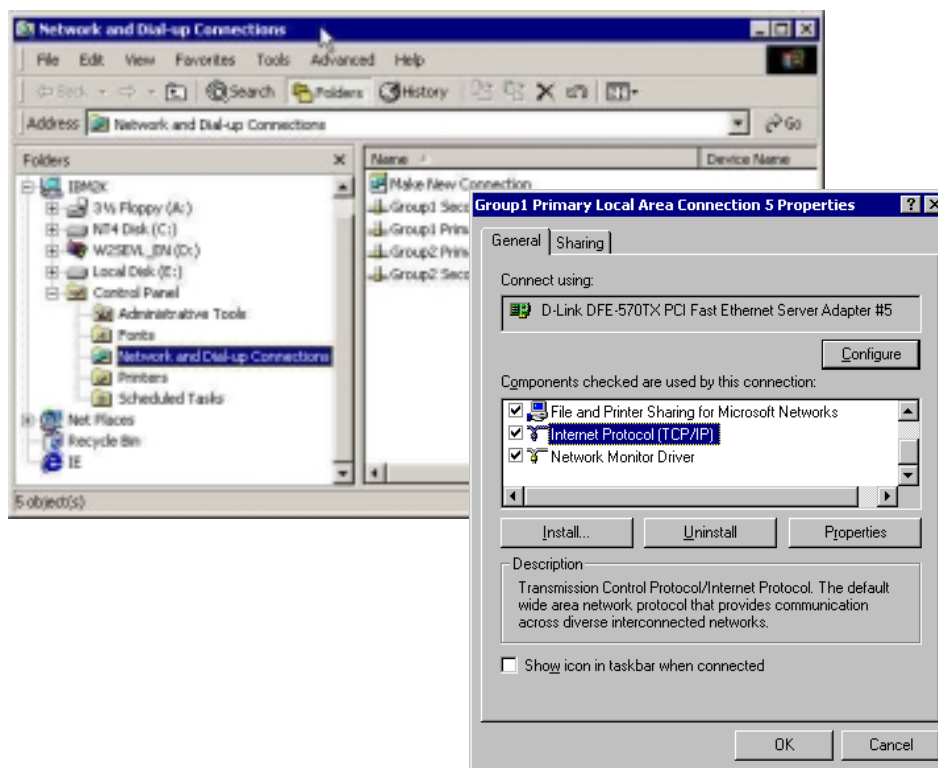 Network and Dial-up Connections
File Edit View Favorites Tools Advanced Help
Back Search Folders History
Address Network and Dial-up Connections Go
Folders
Name Device Name
IBM2K
3½ Floppy (A:)
NT4 Disk (C:)
W2SEVL_EN (D:)
Local Disk (E:)
Control Panel
Administrative Tools
Fonts
Network and Dial-up Connections
Printers
Scheduled Tasks
Net Places
Recycle Bin
IE
Make New Connection
Group1 Seco
Group1 Prim
Group2 Prim
Group2 Seco
5 object(s)
Group1 Primary Local Area Connection 5 Properties
General Sharing
Connect using:
D-Link DFE-570TX PCI Fast Ethernet Server Adapter #5
Configure
Components checked are used by this connection:
File and Printer Sharing for Microsoft Networks
Internet Protocol (TCP/IP)
Network Monitor Driver
Install... Uninstall Properties
Description
Transmission Control Protocol/Internet Protocol. The default
wide area network protocol that provides communication
across diverse interconnected networks.
Show icon in taskbar when connected
OK Cancel